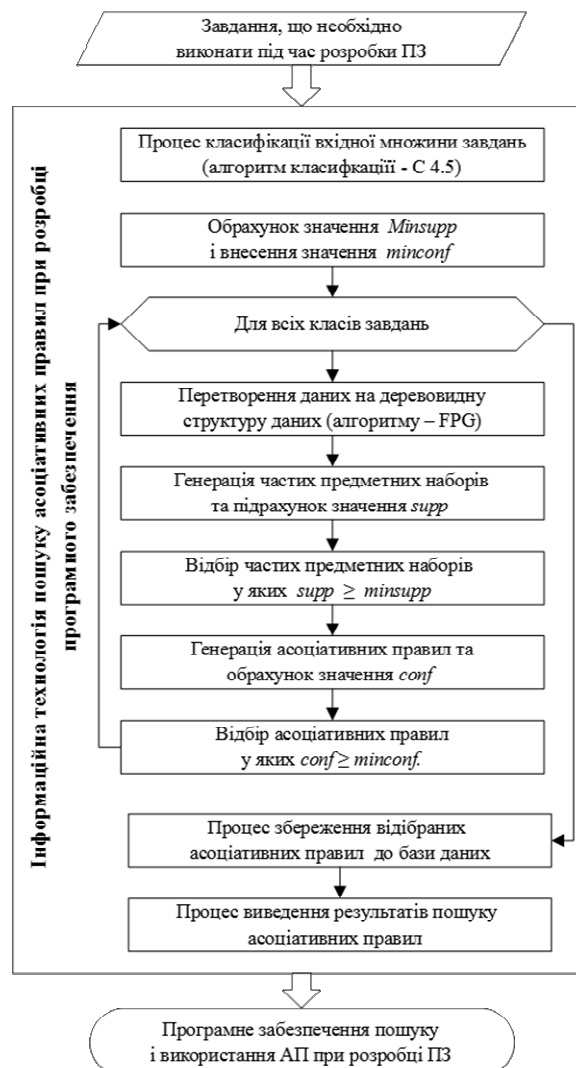 Завдання, що необхідно
виконати під час розробки ПЗ
Інформаційна технологія пошуку асоціативних правил при розробці
програмного забезпечення
Процес класифікації вхідної множини завдань
(алгоритм класифкаціїї - С 4.5)
Обрахунок значення Minsupp
і внесення значення minconf
Для всіх класів завдань
Перетворення даних на деревовидну
структуру даних (алгоритму – FPG)
Генерація частих предметних наборів
та підрахунок значення supp
Відбір частих предметних наборів
у яких supp ≥ minsupp
Генерація асоціативних правил та
обрахунок значення conf
Відбір асоціативних правил
у яких conf ≥ minconf.
Процес збереження відібраних
асоціативних правил до бази даних
Процес виведення результатів пошуку
асоціативних правил
Програмне забезпечення пошуку
і використання АП при розробці ПЗ